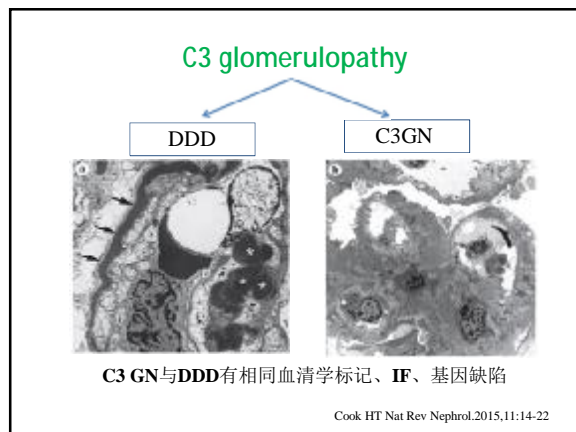 C3 glomerulopathy
DDD
C3GN
a
b
C3 GN与DDD有相同血清学标记、IF、基因缺陷
Cook HT Nat Rev Nephrol.2015,11:14-22